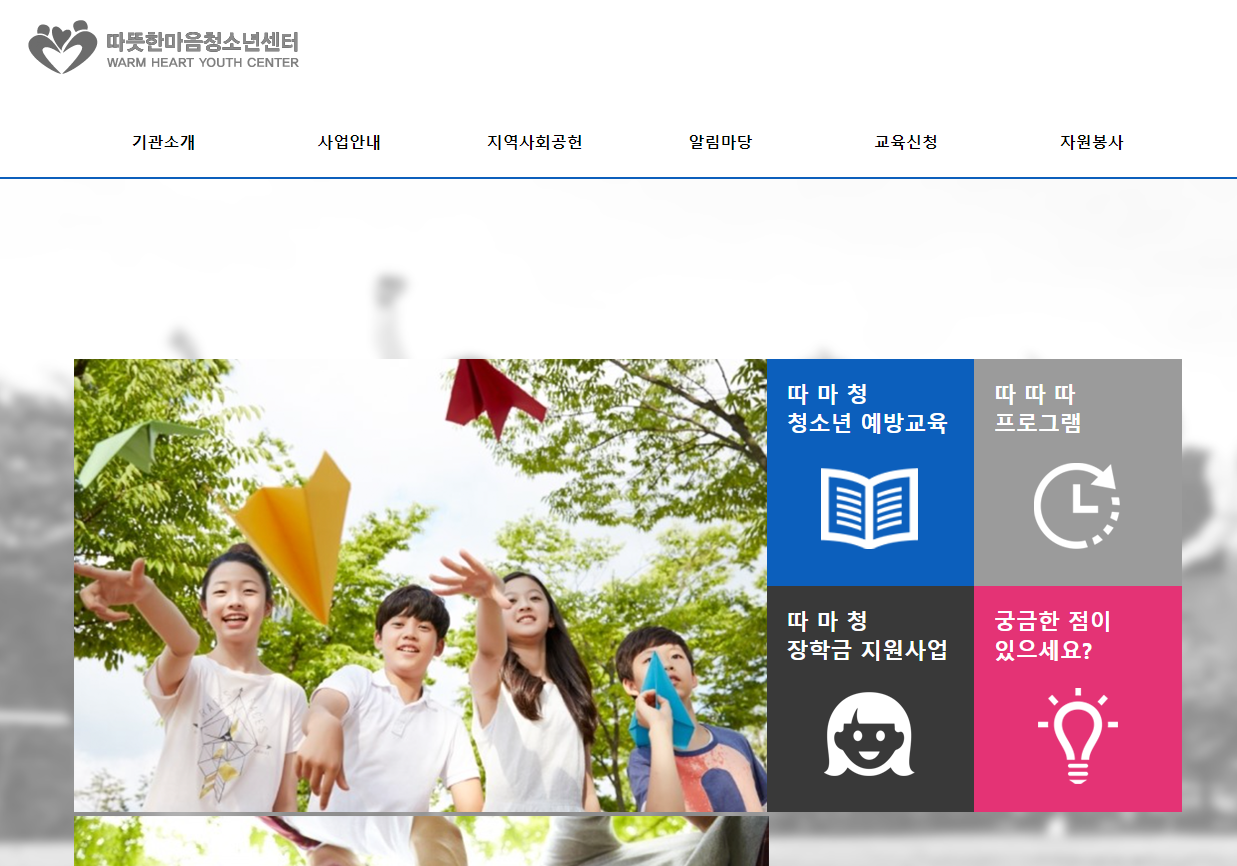 따뜻한마음청소년센터
WARM HEART YOUTH CENTER
기관소개
사업안내
지역사회공헌
알림마당
교육신청
자원봉사
따 마 청
청소년 예방교육
따 따 따
프로그램
따 마 청
장학금 지원사업
궁금한 점이
있으세요?